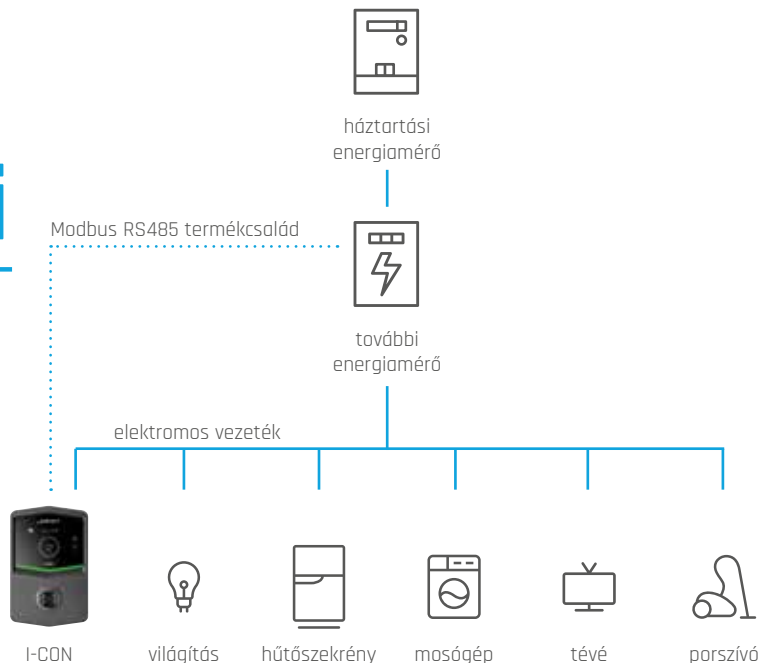 háztartási
energiamérő
Modbus RS485 termékcsalád
további
energiamérő
elektromos vezeték
I-CON
világítás
hűtőszekrény
mosógép
tévé
porszívó